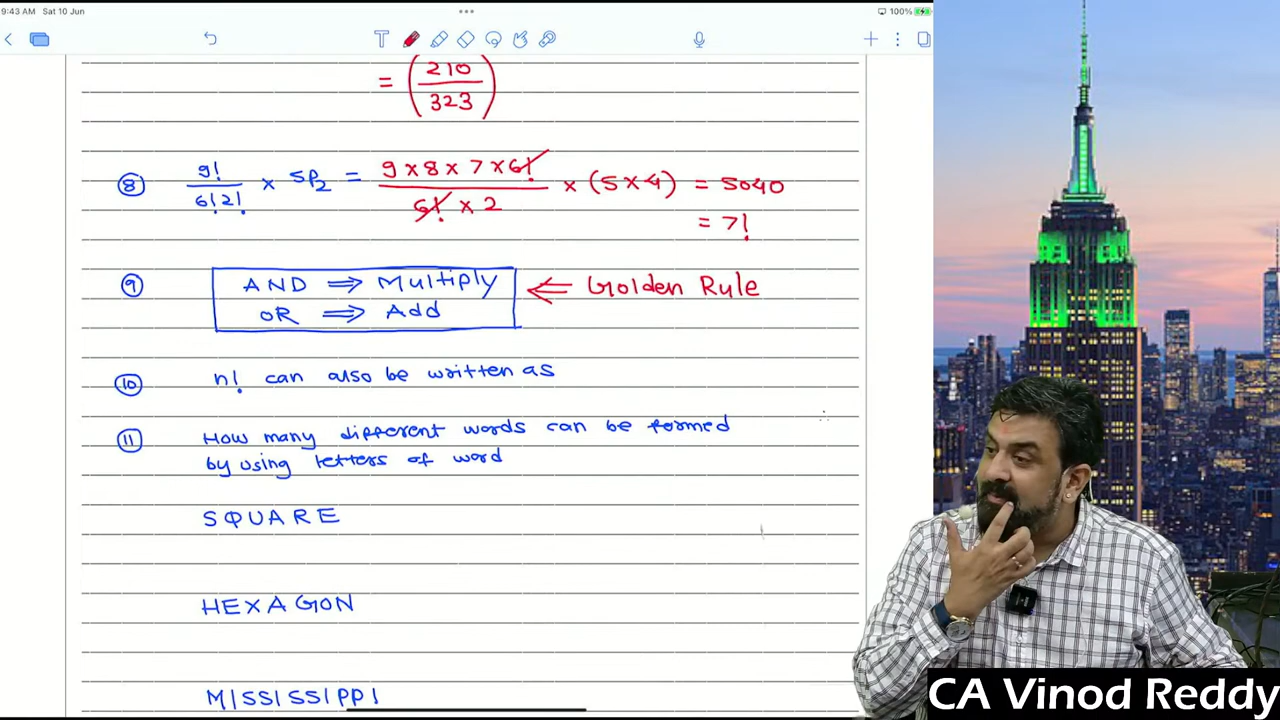 9:43 AM Sat 10 Jun
100%
= (210/323)
⑧ 9!/6!2! × 5P₂ = 9 × 8 × 7 × 6!/6! × 2 × (5 × 4) = 5040
= 7!
⑨ AND ⇒ Multiply ⇐ Golden Rule
OR ⇒ Add
⑩ n! can also be written as
⑪ How many different words can be formed
by using letters of word
SQUARE
HEXAGON
MISSISSIPPI
CA Vinod Reddy